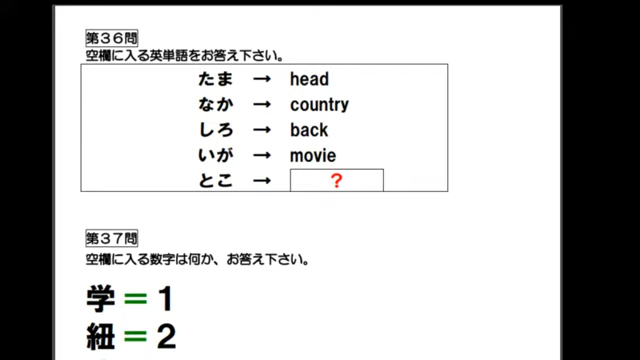 第36問
空欄に入る英単語をお答え下さい。
たま → head
なか → country
しろ → back
いが → movie
とこ → ?
第37問
空欄に入る数字は何か、お答え下さい。
学 = 1
紐 = 2